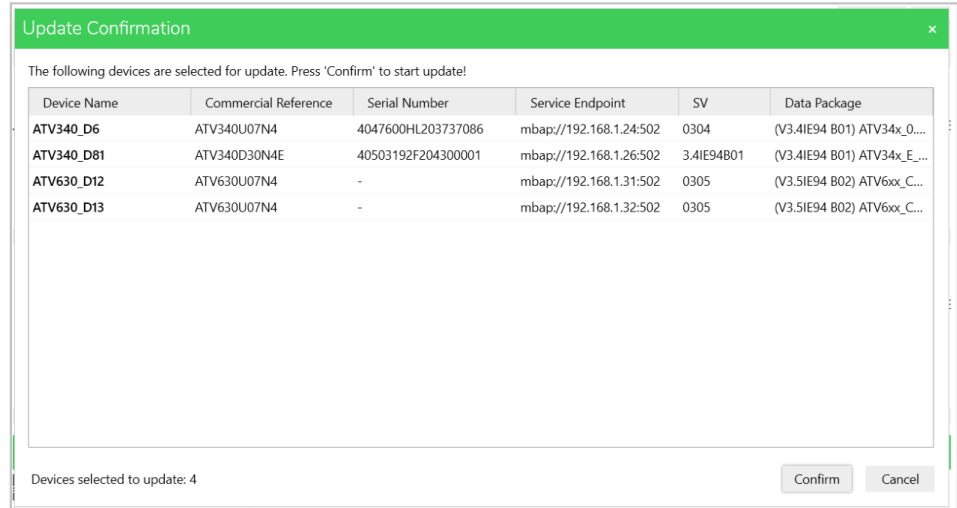 Update Confirmation ×
The following devices are selected for update. Press 'Confirm' to start update!
Device Name Commercial Reference Serial Number Service Endpoint SV Data Package
ATV340_D6 ATV340U07N4 4047600HL203737086 mbap://192.168.1.24:502 0304 (V3.4IE94 B01) ATV34x_0....
ATV340_D81 ATV340D30N4E 40503192F204300001 mbap://192.168.1.26:502 3.4IE94B01 (V3.4IE94 B01) ATV34x_E_...
ATV630_D12 ATV630U07N4 - mbap://192.168.1.31:502 0305 (V3.5IE94 B02) ATV6xx_C...
ATV630_D13 ATV630U07N4 - mbap://192.168.1.32:502 0305 (V3.5IE94 B02) ATV6xx_C...
Devices selected to update: 4 Confirm Cancel